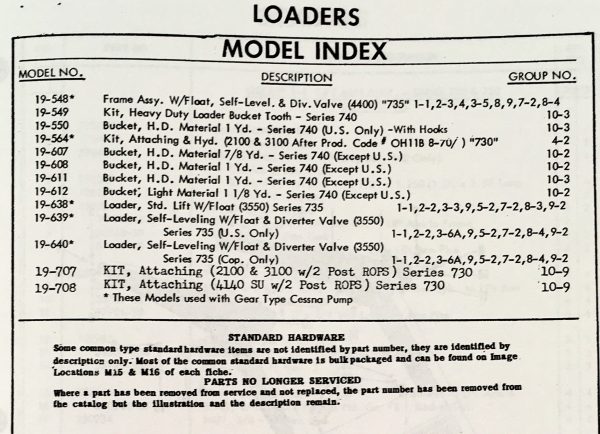 LOADERS
MODEL INDEX
MODEL NO. DESCRIPTION GROUP NO.
19-548* Frame Assy. W/Float, Self-Level. & Div. Valve (4400) "735" 1-1,2-3,4,3-5,8,9,7-2,8-4
19-549 Kit, Heavy Duty Loader Bucket Tooth - Series 740 10-3
19-550 Bucket, H.D. Material 1 Yd. - Series 740 (U.S. Only) -With Hooks 10-3
19-564* Kit, Attaching & Hyd. (2100 & 3100 After Prod. Code # OH11B 8-70/ ) "730" 4-2
19-607 Bucket, H.D. Material 7/8 Yd. - Series 740 (Except U.S.) 10-2
19-608 Bucket, H.D. Material 1 Yd. - Series 740 (Except U.S.) 10-2
19-611 Bucket, H.D. Material 1 Yd. - Series 740 (Except U.S.) 10-3
19-612 Bucket, Light Material 1 1/8 Yd. - Series 740 (Except U.S.) 10-2
19-638* Loader, Std. Lift W/Float (3550) Series 735 1-1,2-2,3-3,9,5-2,7-2,8-3,9-2
19-639* Loader, Self-Leveling W/Float & Diverter Valve (3550)
Series 735 (U.S. Only) 1-1,2-2,3-6A,9,5-2,7-2,8-4,9-2
19-640* Loader, Self-Leveling W/Float & Diverter Valve (3550)
Series 735 (Cop. Only) 1-1,2-2,3-6A,9,5-2,7-2,8-4,9-2
19-707 KIT, Attaching (2100 & 3100 w/2 Post ROPS) Series 730 10-9
19-708 KIT, Attaching (4140 SU w/2 Post ROPS) Series 730 10-9
* These Models used with Gear Type Cessna Pump
STANDARD HARDWARE
Some common type standard hardware items are not identified by part number, they are identified by
description only. Most of the common standard hardware is bulk packaged and can be found on Image
Locations M15 & M16 of each fiche.
PARTS NO LONGER SERVICED
Where a part has been removed from service and not replaced, the part number has been removed from
the catalog but the illustration and the description remain.